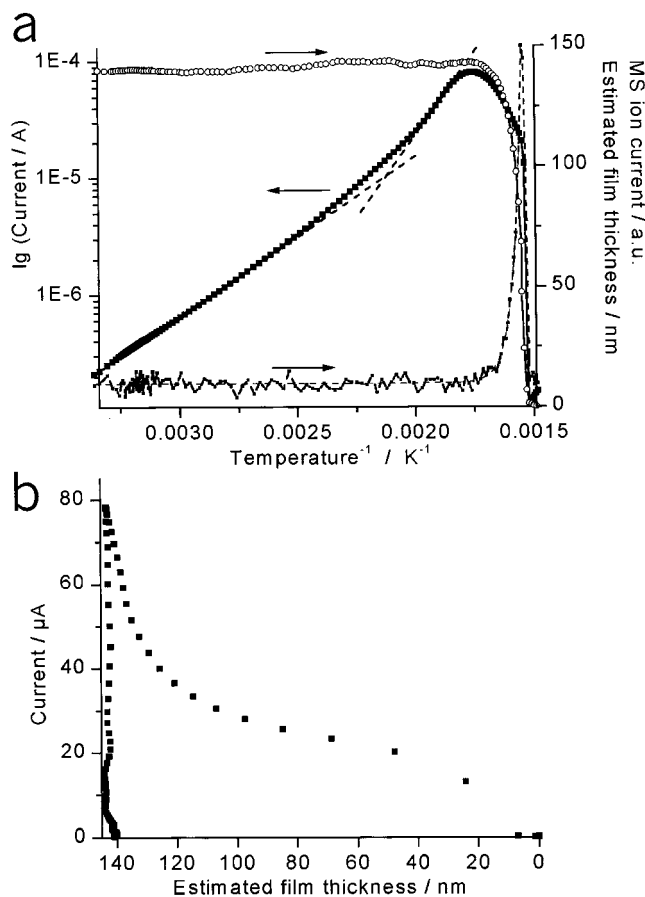 a
1E-4
1E-5
1E-6
lg (Current / A)
150
100
50
0
MS ion current / a.u.
Estimated film thickness / nm
0.0030 0.0025 0.0020 0.0015
Temperature⁻¹ / K⁻¹
b
80
60
40
20
0
Current / µA
140 120 100 80 60 40 20 0
Estimated film thickness / nm